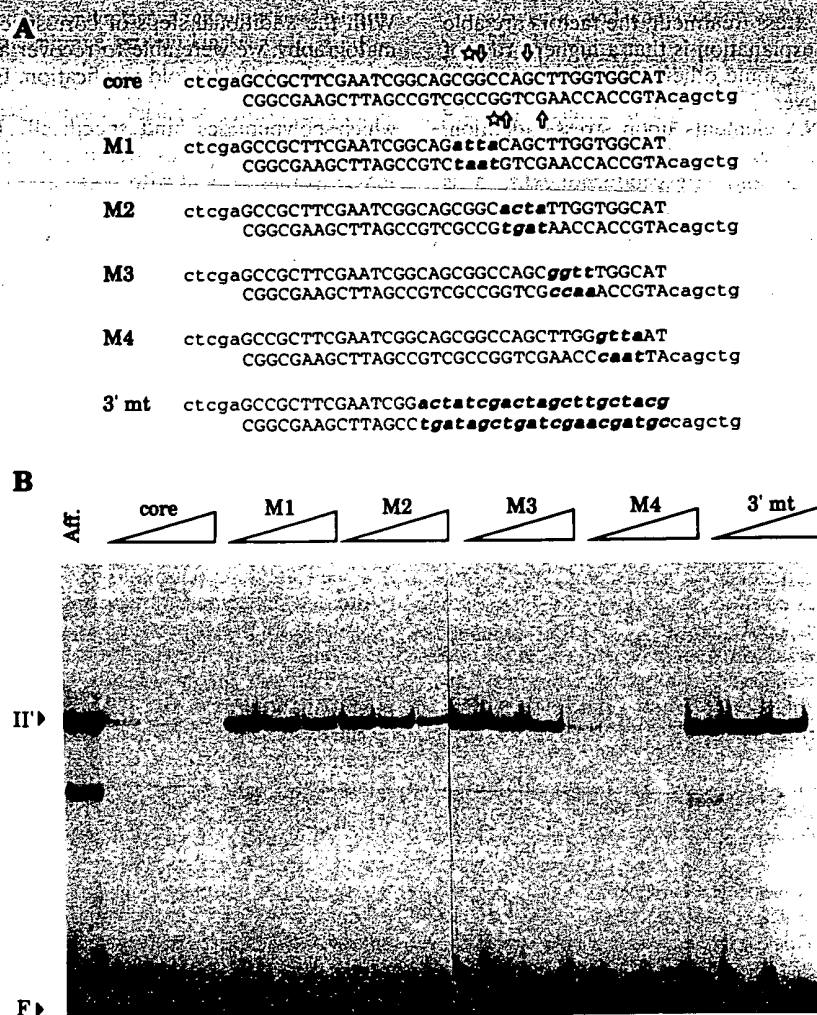 A
core ctcgaGCCGCTTCGAATCGGCAGCGGCCAGCTTGGTGGCAT
CGGCGAAGCTTAGCCGTCGCCGGTCGAACCACCGTAcagctg
M1 ctcgaGCCGCTTCGAATCGGCAGattaCAGCTTGGTGGCAT
CGGCGAAGCTTAGCCGTCtaatGTCGAACCACCGTAcagctg
M2 ctcgaGCCGCTTCGAATCGGCAGCGGCactaTTGGTGGCAT
CGGCGAAGCTTAGCCGTCGCCGtgatAACCACCGTAcagctg
M3 ctcgaGCCGCTTCGAATCGGCAGCGGCCAGCggttTGGCAT
CGGCGAAGCTTAGCCGTCGCCGGTCGccaaACCGTAcagctg
M4 ctcgaGCCGCTTCGAATCGGCAGCGGCCAGCTTGGgttaAT
CGGCGAAGCTTAGCCGTCGCCGGTCGAACCcaatTAcagctg
3' mt ctcgaGCCGCTTCGAATCGGactatcgactagcttgctacg
CGGCGAAGCTTAGCCtgatagctgatcgaacgatgccagctg
B
Aff. core M1 M2 M3 M4 3' mt
II'
F